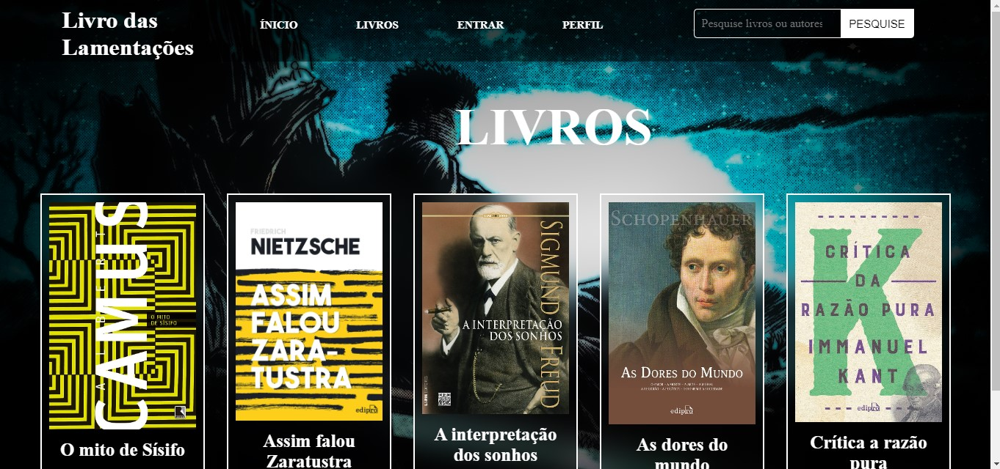 Livro das
Lamentações
ÍNICIO
LIVROS
ENTRAR
PERFIL
Pesquise livros ou autores
PESQUISE
LIVROS
ALBERT
CAMUS
O MITO
DE SÍSIFO
O mito de Sísifo
FRIEDRICH
NIETZSCHE
ASSIM
FALOU
ZARA-
TUSTRA
edipro
Assim falou
Zaratustra
SIGMUND FREUD
A INTERPRETAÇÃO
DOS SONHOS
L&PM EDITORES
A interpretação
dos sonhos
SCHOPENHAUER
AS DORES DO MUNDO
edipro
As dores do
mundo
CRÍTICA
DA
RAZÃO PURA
IMMANUEL
KANT
edipro
Crítica a razão
pura